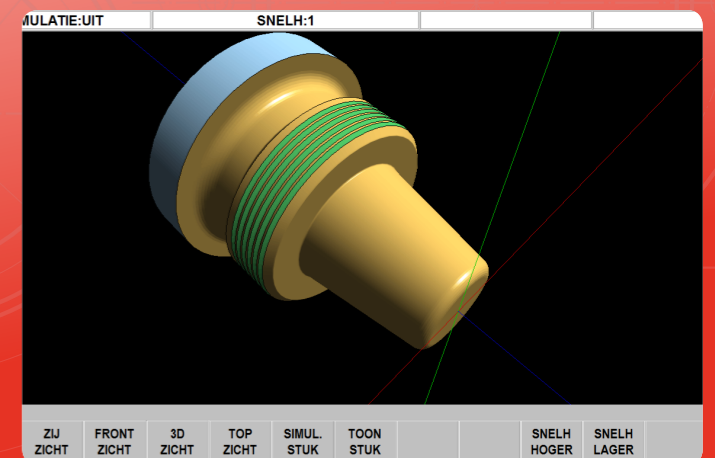 MULATIE:UIT SNELH:1
ZIJ ZICHT FRONT ZICHT 3D ZICHT TOP ZICHT SIMUL. STUK TOON STUK SNELH HOGER SNELH LAGER